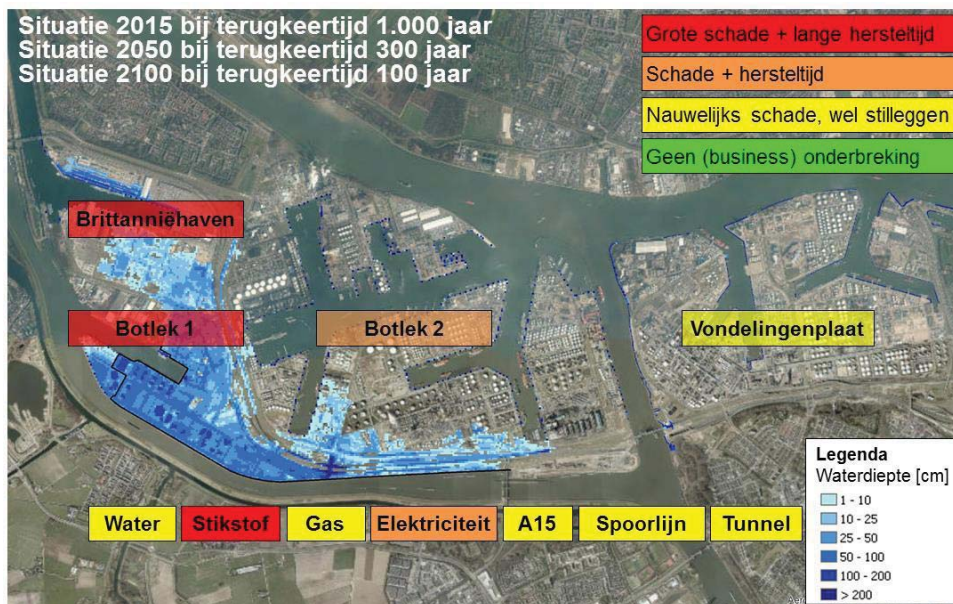 Situatie 2015 bij terugkeertijd 1.000 jaar
Situatie 2050 bij terugkeertijd 300 jaar
Situatie 2100 bij terugkeertijd 100 jaar
Grote schade + lange hersteltijd
Schade + hersteltijd
Nauwelijks schade, wel stilleggen
Geen (business) onderbreking
Brittanniëhaven
Botlek 1
Botlek 2
Vondelingenplaat
Water
Stikstof
Gas
Elektriciteit
A15
Spoorlijn
Tunnel
Legenda
Waterdiepte [cm]
1 - 10
10 - 25
25 - 50
50 - 100
100 - 200
> 200